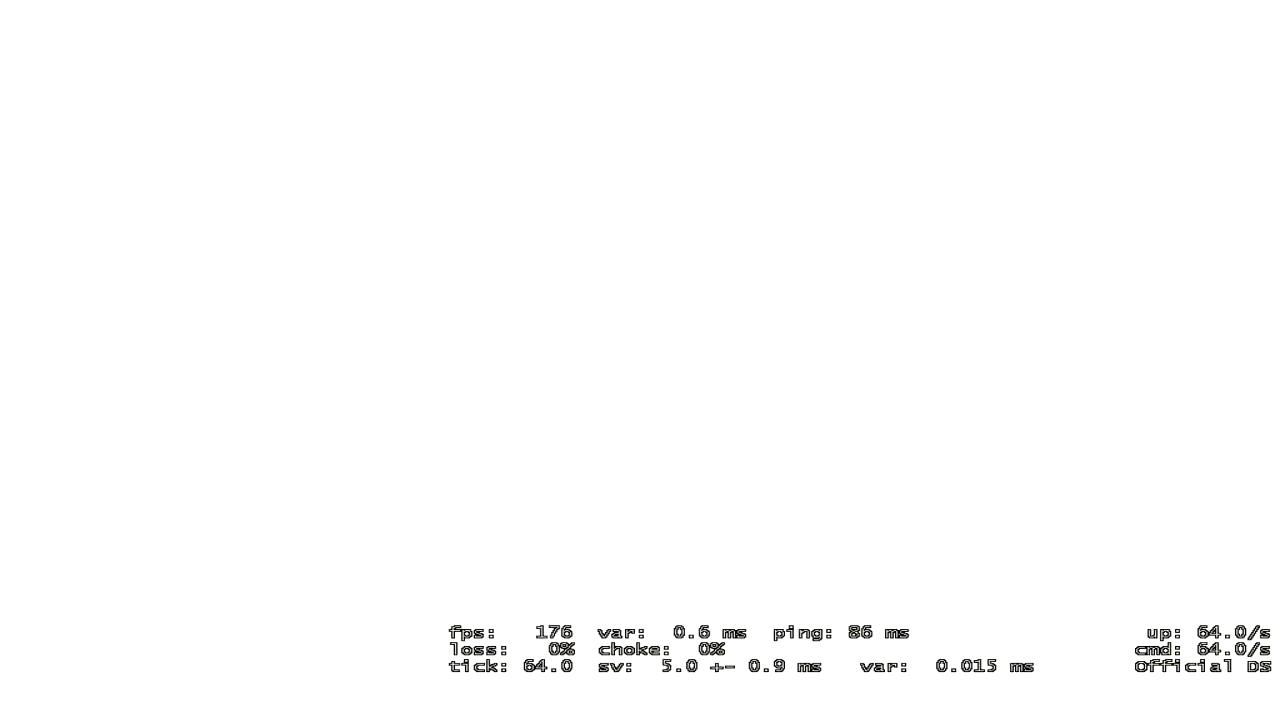 fps: 176 var: 0.6 ms ping: 86 ms up: 64.0/s
loss: 0% choke: 0% cmd: 64.0/s
tick: 64.0 sv: 5.0 +- 0.9 ms var: 0.015 ms Official DS